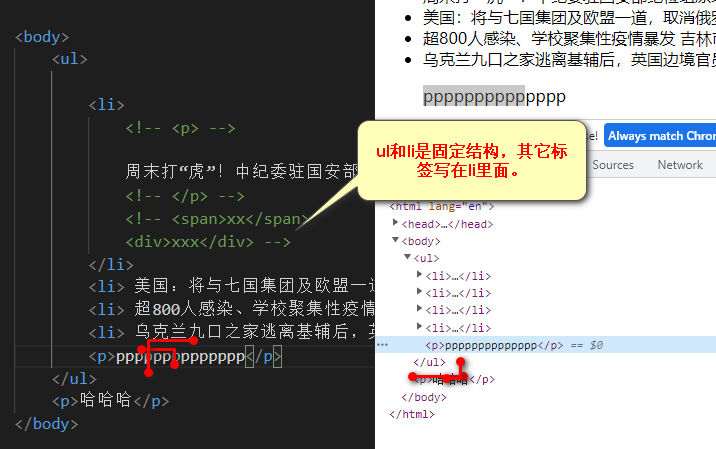 <body>
<ul>
<li>
<!-- <p> -->
周末打“虎”！中纪委驻国安部
<!-- </p> -->
<!-- <span>xx</span>
<div>xxx</div> -->
</li>
<li> 美国：将与七国集团及欧盟一道
<li> 超800人感染、学校聚集性疫情
<li> 乌克兰九口之家逃离基辅后，英
<p>pppppppppppppp</p>
</ul>
<p>哈哈哈</p>
</body>
ul和li是固定结构，其它标
签写在li里面。
美国：将与七国集团及欧盟一道，取消俄
超800人感染、学校聚集性疫情暴发 吉林市
乌克兰九口之家逃离基辅后，英国边境官员
pppppppppppppp
e!
Always match Chrom
Sources Network
<html lang="en">
<head>…</head>
<body>
<ul>
<li>…</li>
<li>…</li>
<li>…</li>
<li>…</li>
<p>pppppppppppppp</p> == $0
</ul>
<p>哈哈哈</p>
</body>
</html>